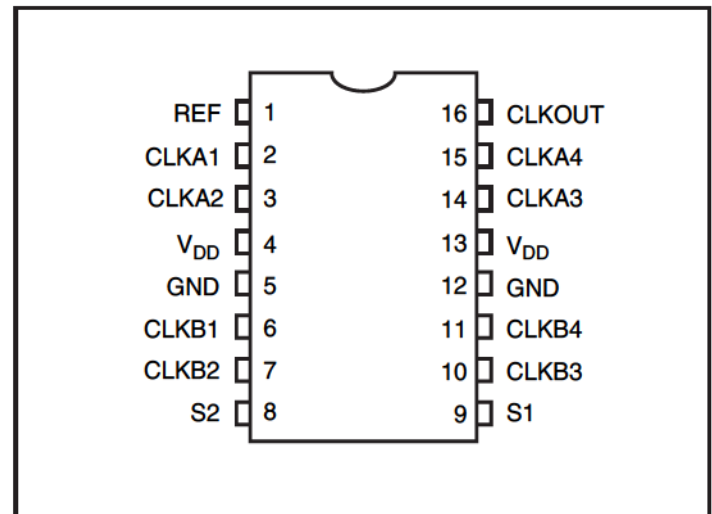 REF 1 16 CLKOUT
CLKA1 2 15 CLKA4
CLKA2 3 14 CLKA3
VDD 4 13 VDD
GND 5 12 GND
CLKB1 6 11 CLKB4
CLKB2 7 10 CLKB3
S2 8 9 S1